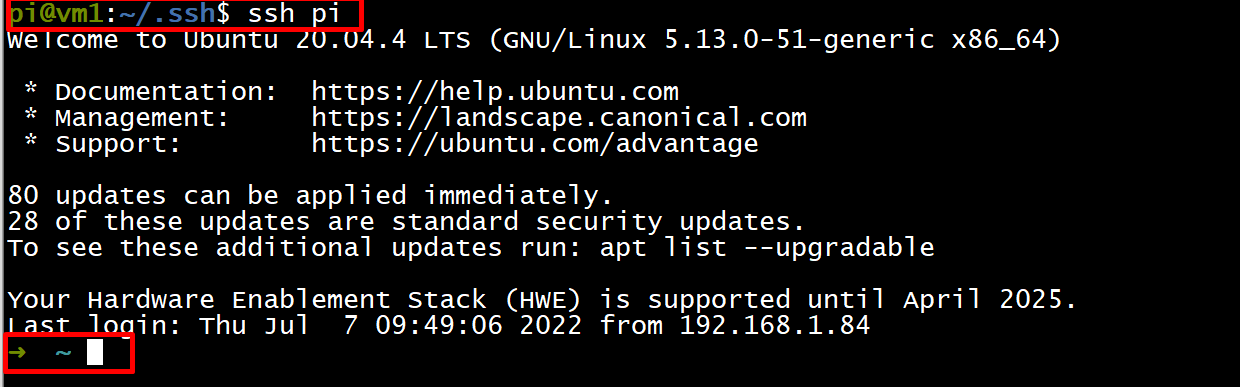 pi@vm1:~/.ssh$ ssh pi
Welcome to Ubuntu 20.04.4 LTS (GNU/Linux 5.13.0-51-generic x86_64)
* Documentation:  https://help.ubuntu.com
* Management:     https://landscape.canonical.com
* Support:        https://ubuntu.com/advantage
80 updates can be applied immediately.
28 of these updates are standard security updates.
To see these additional updates run: apt list --upgradable
Your Hardware Enablement Stack (HWE) is supported until April 2025.
Last login: Thu Jul  7 09:49:06 2022 from 192.168.1.84
➜  ~